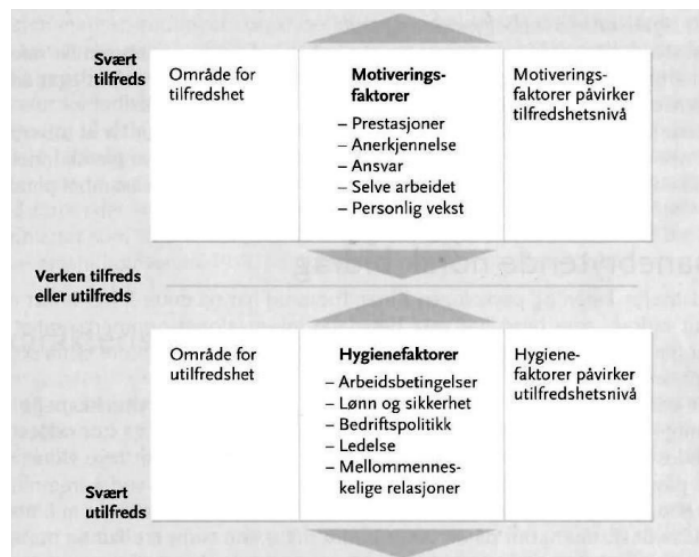 Svært
tilfreds
Område for
tilfredshet
Motiverings-
faktorer
– Prestasjoner
– Anerkjennelse
– Ansvar
– Selve arbeidet
– Personlig vekst
Motiverings-
faktorer påvirker
tilfredshetsnivå
Verken tilfreds
eller utilfreds
Område for
utilfredshet
Hygienefaktorer
– Arbeidsbetingelser
– Lønn og sikkerhet
– Bedriftspolitikk
– Ledelse
– Mellommennes-
kelige relasjoner
Hygiene-
faktorer påvirker
utilfredshetsnivå
Svært
utilfreds